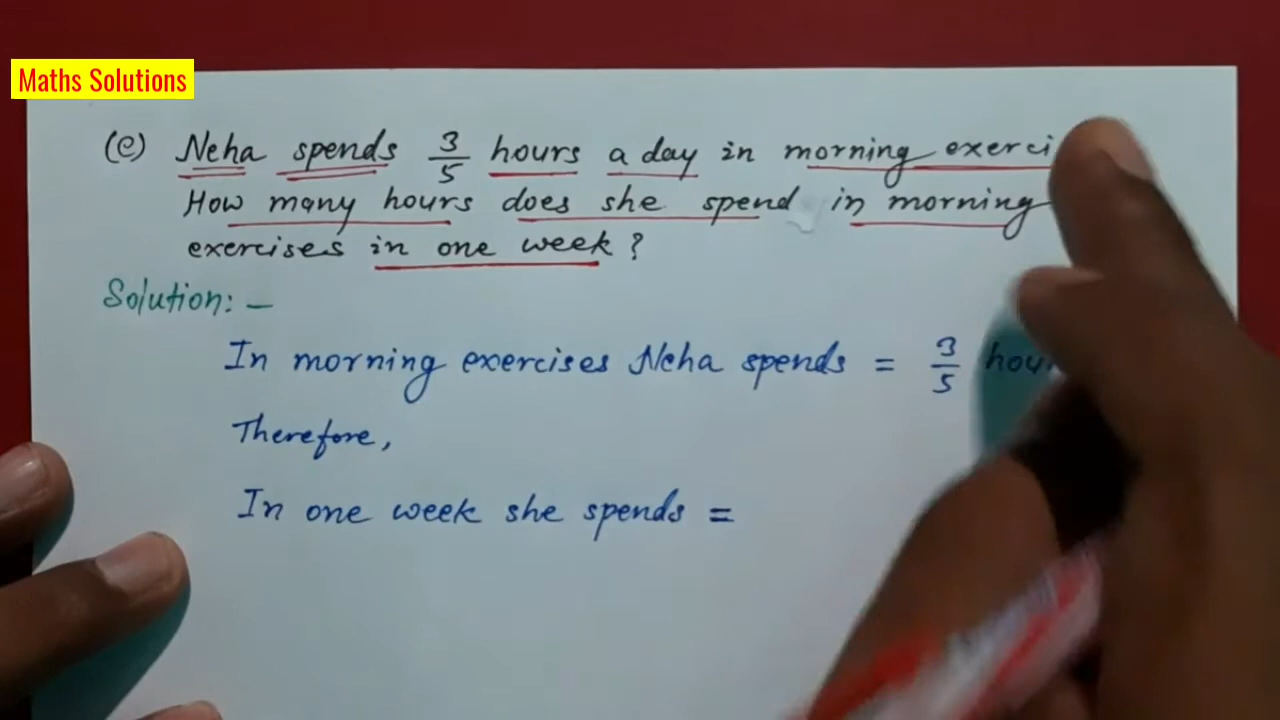 Maths Solutions
(e) Neha spends 3/5 hours a day in morning
How many hours does she spend in morning
exercises in one week?
Solution: —
In morning exercises Neha spends = 3/5
Therefore,
In one week she spends =